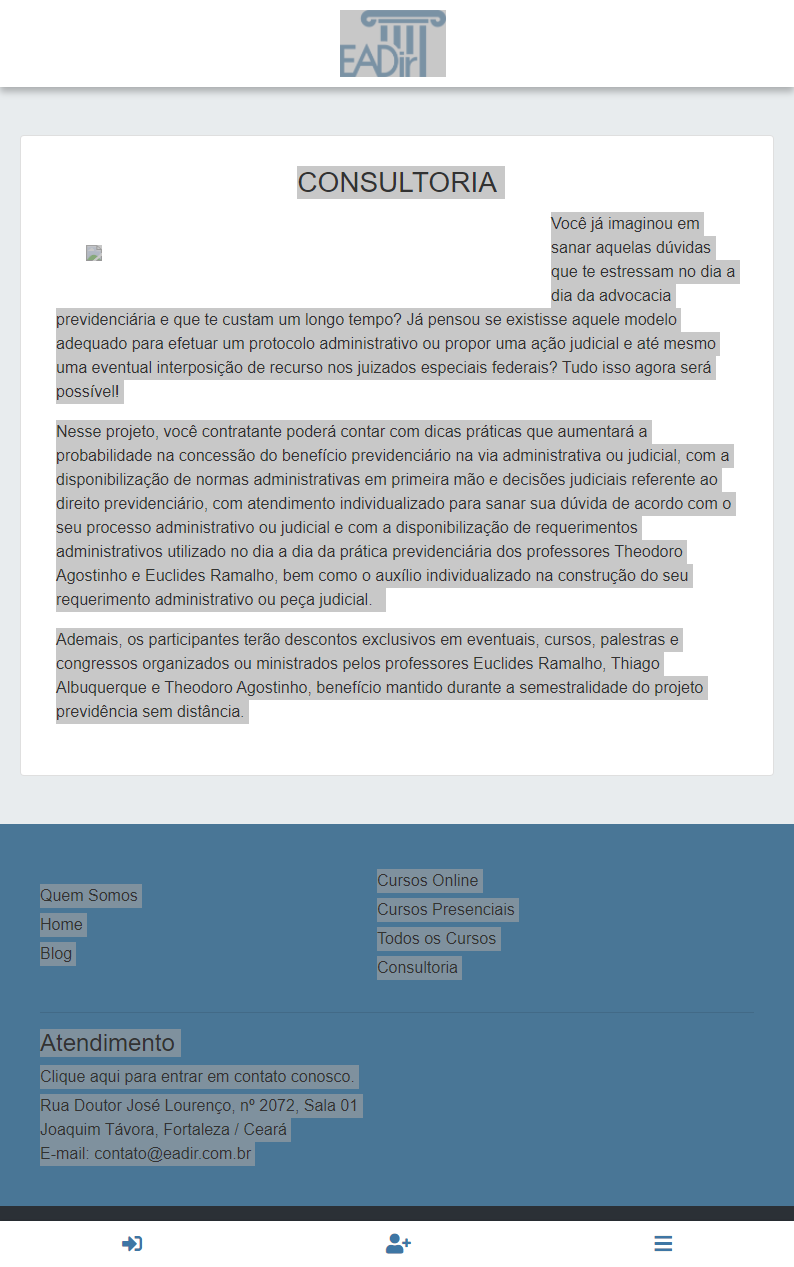 EADir
CONSULTORIA
Você já imaginou em
sanar aquelas dúvidas
que te estressam no dia a
dia da advocacia
previdenciária e que te custam um longo tempo? Já pensou se existisse aquele modelo
adequado para efetuar um protocolo administrativo ou propor uma ação judicial e até mesmo
uma eventual interposição de recurso nos juizados especiais federais? Tudo isso agora será
possível!
Nesse projeto, você contratante poderá contar com dicas práticas que aumentará a
probabilidade na concessão do benefício previdenciário na via administrativa ou judicial, com a
disponibilização de normas administrativas em primeira mão e decisões judiciais referente ao
direito previdenciário, com atendimento individualizado para sanar sua dúvida de acordo com o
seu processo administrativo ou judicial e com a disponibilização de requerimentos
administrativos utilizado no dia a dia da prática previdenciária dos professores Theodoro
Agostinho e Euclides Ramalho, bem como o auxílio individualizado na construção do seu
requerimento administrativo ou peça judicial.
Ademais, os participantes terão descontos exclusivos em eventuais, cursos, palestras e
congressos organizados ou ministrados pelos professores Euclides Ramalho, Thiago
Albuquerque e Theodoro Agostinho, benefício mantido durante a semestralidade do projeto
previdência sem distância.
Quem Somos
Home
Blog
Cursos Online
Cursos Presenciais
Todos os Cursos
Consultoria
Atendimento
Clique aqui para entrar em contato conosco.
Rua Doutor José Lourenço, nº 2072, Sala 01
Joaquim Távora, Fortaleza / Ceará
E-mail: contato@eadir.com.br